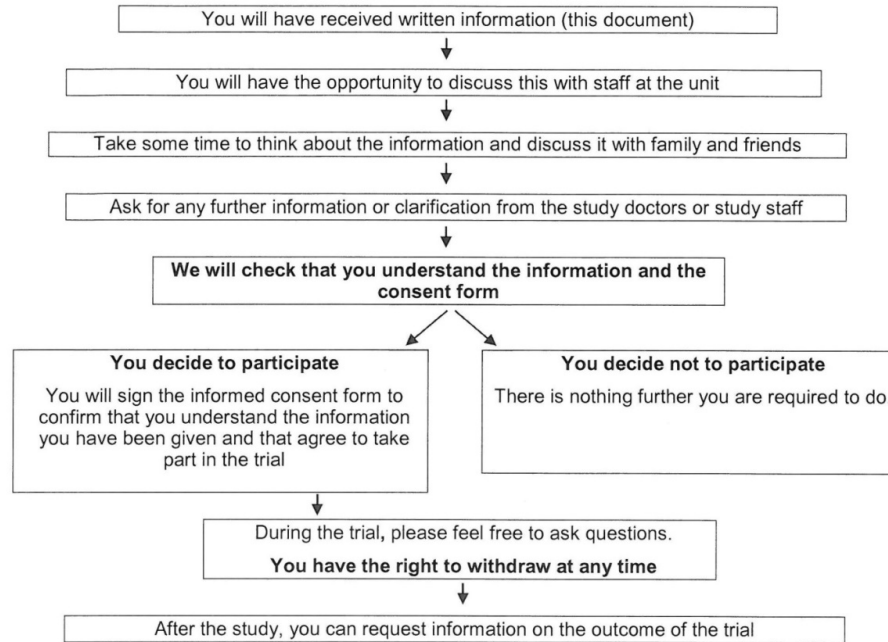 You will have received written information (this document)
You will have the opportunity to discuss this with staff at the unit
Take some time to think about the information and discuss it with family and friends
Ask for any further information or clarification from the study doctors or study staff
We will check that you understand the information and the
consent form
You decide to participate
You will sign the informed consent form to
confirm that you understand the information
you have been given and that agree to take
part in the trial
You decide not to participate
There is nothing further you are required to do.
During the trial, please feel free to ask questions.
You have the right to withdraw at any time
After the study, you can request information on the outcome of the trial